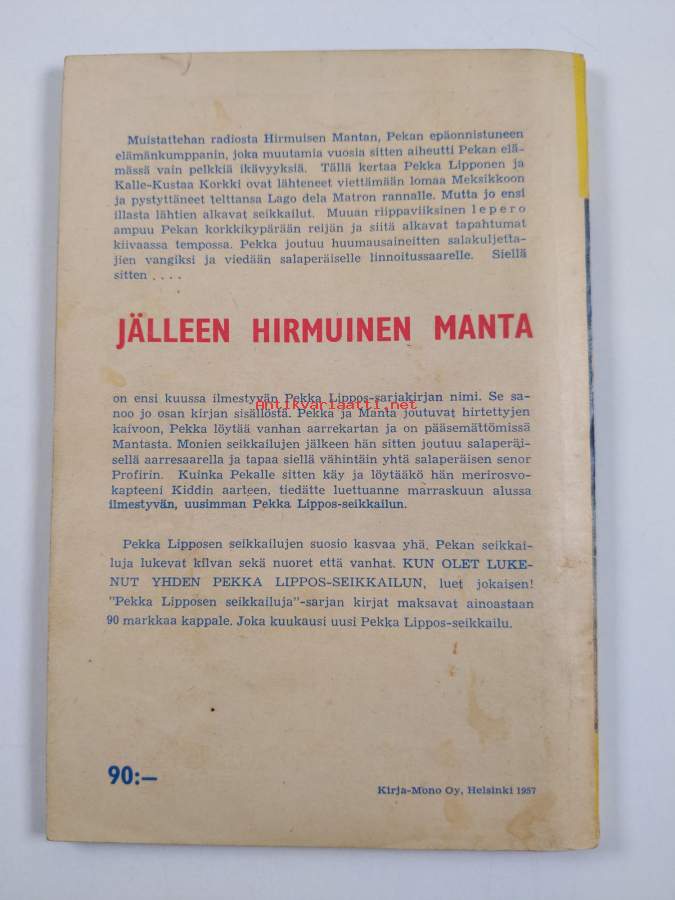 Muistattehan radiosta Hirmuisen Mantan, Pekan epäonnistuneen
elämänkumppanin, joka muutamia vuosia sitten aiheutti Pekan elä-
mässä vain pelkkiä ikävyyksiä. Tällä kertaa Pekka Lipponen ja
Kalle-Kustaa Korkki ovat lähteneet viettämään lomaa Meksikkoon
ja pystyttäneet telttansa Lago dela Matron rannalle. Mutta jo ensi
illasta lähtien alkavat seikkailut. Muuan riippaviiksinen lepero
ampuu Pekan korkkikypärään reijän ja siitä alkavat tapahtumat
kiivaassa tempossa. Pekka joutuu huumausaineitten salakuljetta-
jien vangiksi ja viedään salaperäiselle linnoitussaarelle. Siellä
sitten ....
JÄLLEEN HIRMUINEN MANTA
on ensi kuussa ilmestyvän Pekka Lippos-sarjakirjan nimi. Se sa-
noo jo osan kirjan sisällöstä. Pekka ja Manta joutuvat hirtettyjen
Antikvariaatti.net
kaivoon, Pekka löytää vanhan aarrekartan ja on pääsemättömissä
Mantasta. Monien seikkailujen jälkeen hän sitten joutuu salaperäi-
sellä aarresaarella ja tapaa siellä vähintäin yhtä salaperäisen senor
Profirin. Kuinka Pekalle sitten käy ja löytääkö hän merirosvo-
kapteeni Kiddin aarteen, tiedätte luettuanne marraskuun alussa
ilmestyvän, uusimman Pekka Lippos-seikkailun.
Pekka Lipposen seikkailujen suosio kasvaa yhä. Pekan seikkai-
luja lukevat kilvan sekä nuoret että vanhat. KUN OLET LUKE-
NUT YHDEN PEKKA LIPPOS-SEIKKAILUN, luet jokaisen!
"Pekka Lipposen seikkailuja"-sarjan kirjat maksavat ainoastaan
90 markkaa kappale. Joka kuukausi uusi Pekka Lippos-seikkailu.
90:—
Kirja-Mono Oy, Helsinki 1957